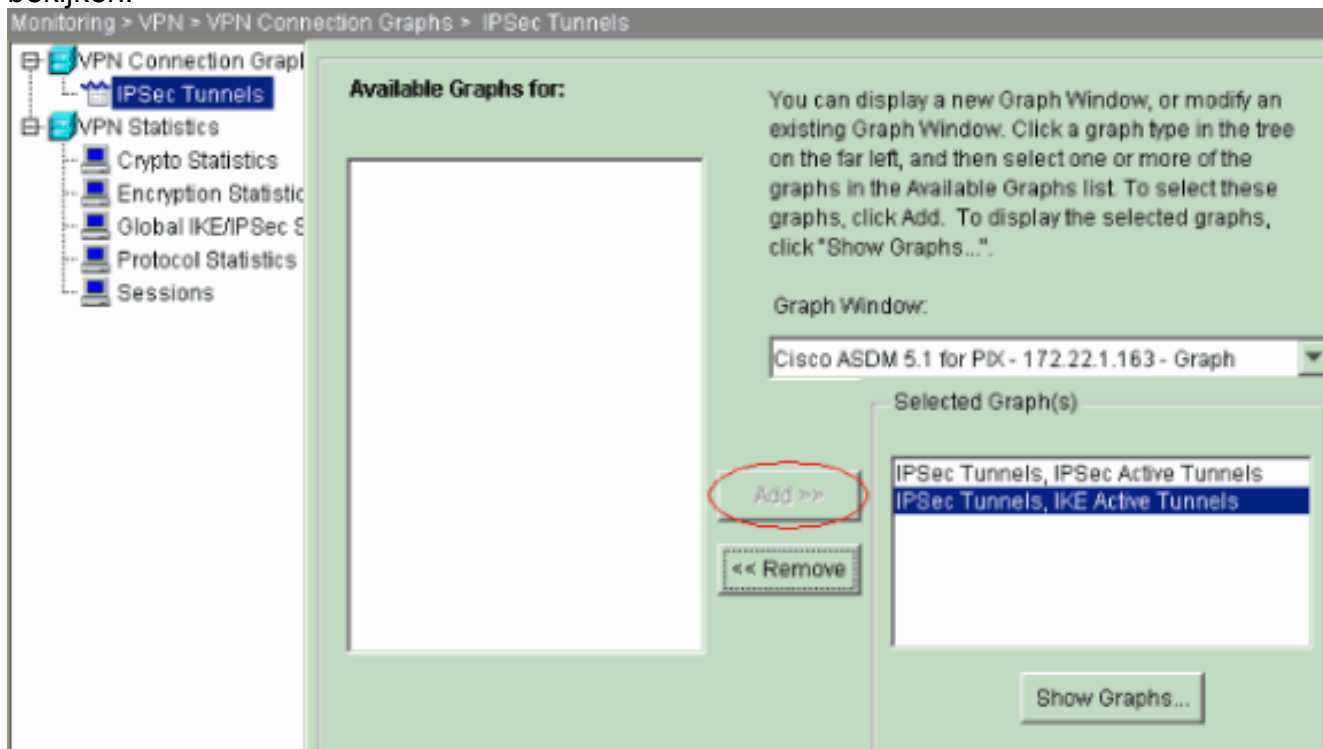 bekijken.
Monitoring > VPN > VPN Connection Graphs > IPSec Tunnels
VPN Connection Grapl
IPSec Tunnels
VPN Statistics
Crypto Statistics
Encryption Statistic
Global IKE/IPSec S
Protocol Statistics
Sessions
Available Graphs for:
You can display a new Graph Window, or modify an
existing Graph Window. Click a graph type in the tree
on the far left, and then select one or more of the
graphs in the Available Graphs list. To select these
graphs, click Add. To display the selected graphs,
click "Show Graphs...".
Graph Window:
Cisco ASDM 5.1 for PIX - 172.22.1.163 - Graph
Add >>
<< Remove
Selected Graph(s)
IPSec Tunnels, IPSec Active Tunnels
IPSec Tunnels, IKE Active Tunnels
Show Graphs...